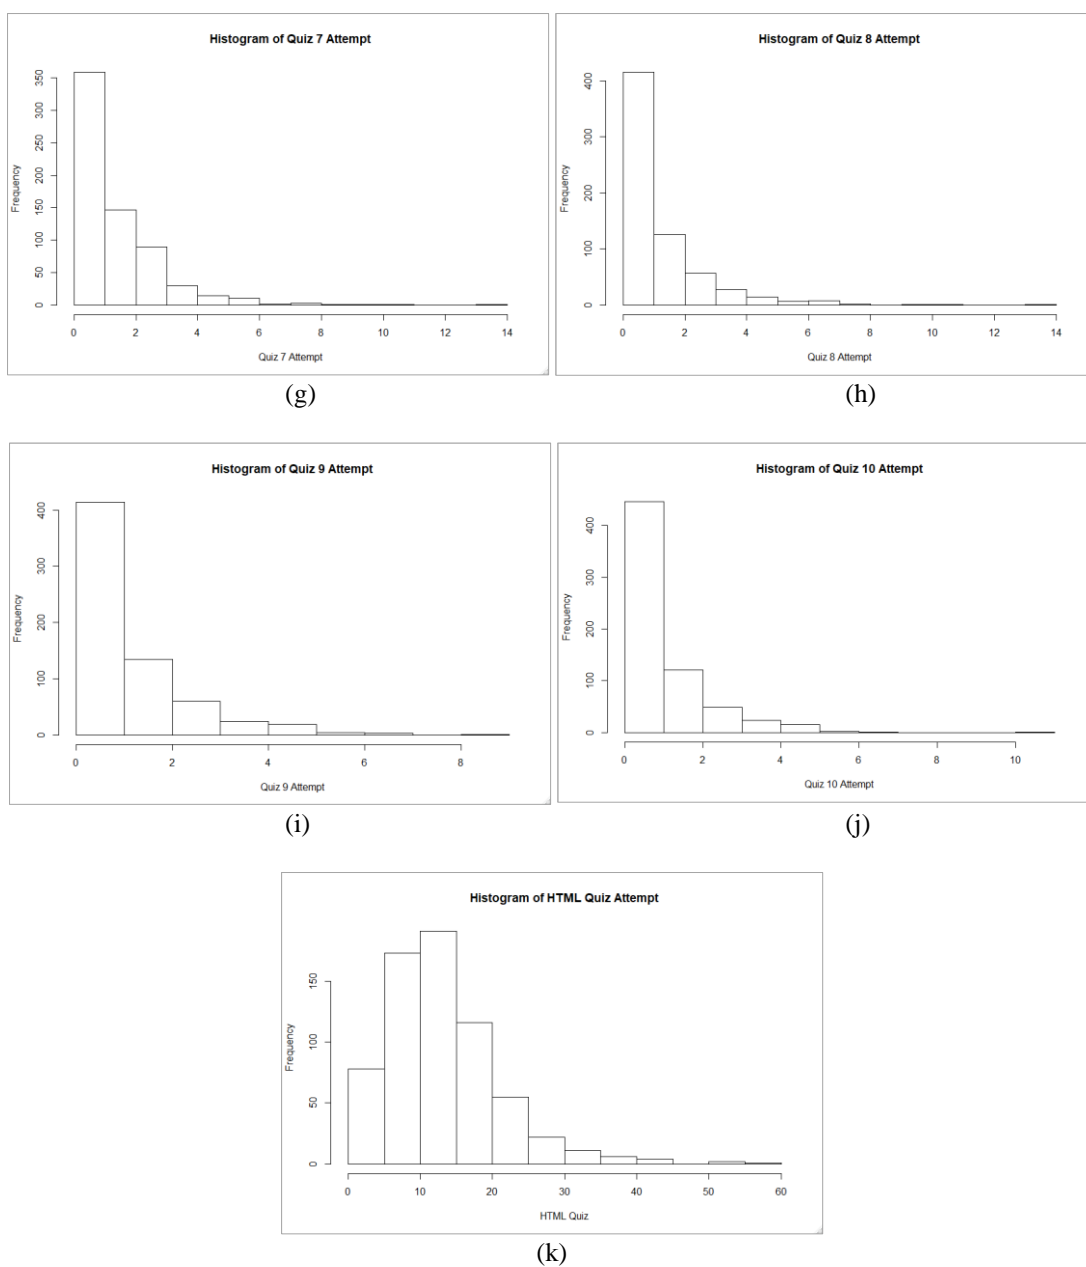 Histogram of Quiz 7 Attempt
Frequency
0 50 100 150 200 250 300 350
0 2 4 6 8 10 12 14
Quiz 7 Attempt
(g)
Histogram of Quiz 8 Attempt
Frequency
0 100 200 300 400
0 2 4 6 8 10 12 14
Quiz 8 Attempt
(h)
Histogram of Quiz 9 Attempt
Frequency
0 100 200 300 400
0 2 4 6 8
Quiz 9 Attempt
(i)
Histogram of Quiz 10 Attempt
Frequency
0 100 200 300 400
0 2 4 6 8 10
Quiz 10 Attempt
(j)
Histogram of HTML Quiz Attempt
Frequency
0 50 100 150
0 10 20 30 40 50 60
HTML Quiz
(k)